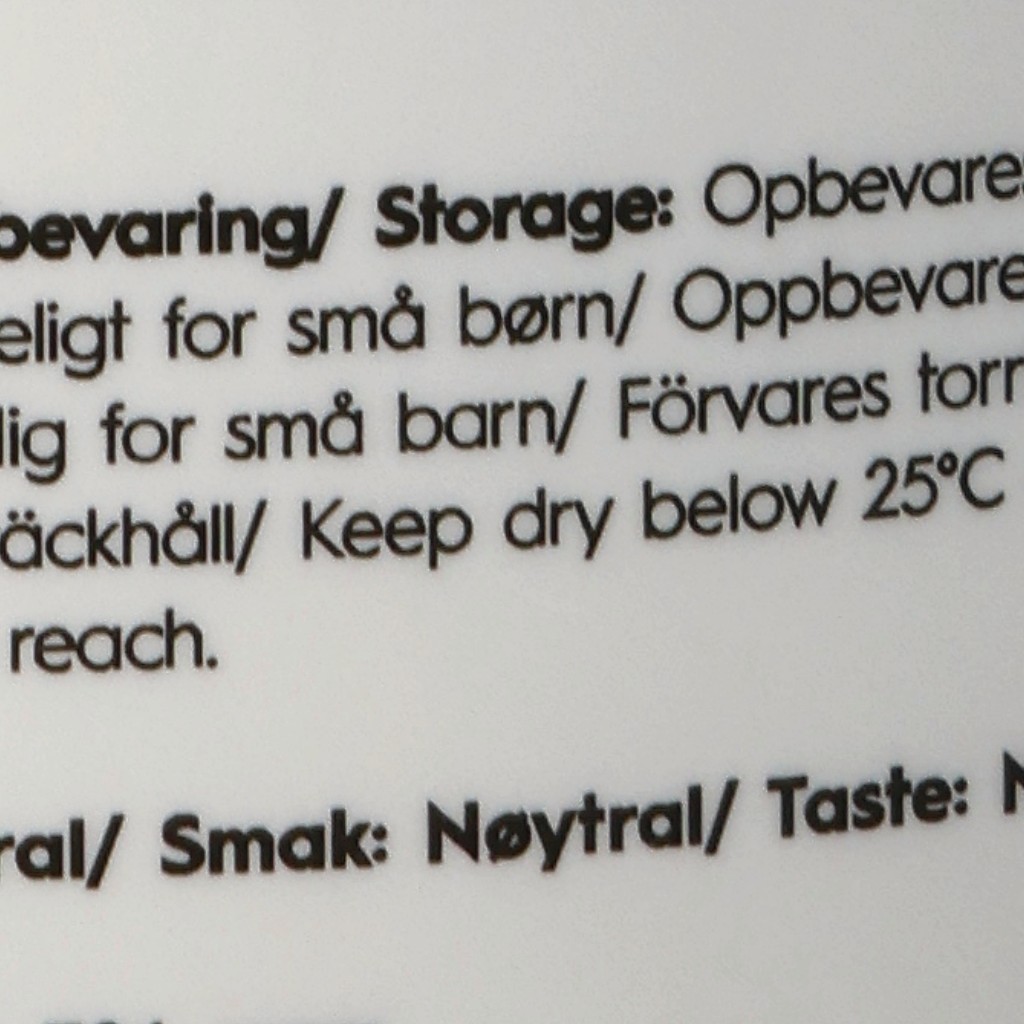 bevaring/ Storage: Opbevares
eligt for små børn/ Oppbevare
lig for små barn/ Förvares torr
äckhåll/ Keep dry below 25°C
reach.
ral/ Smak: Nøytral/ Taste: N